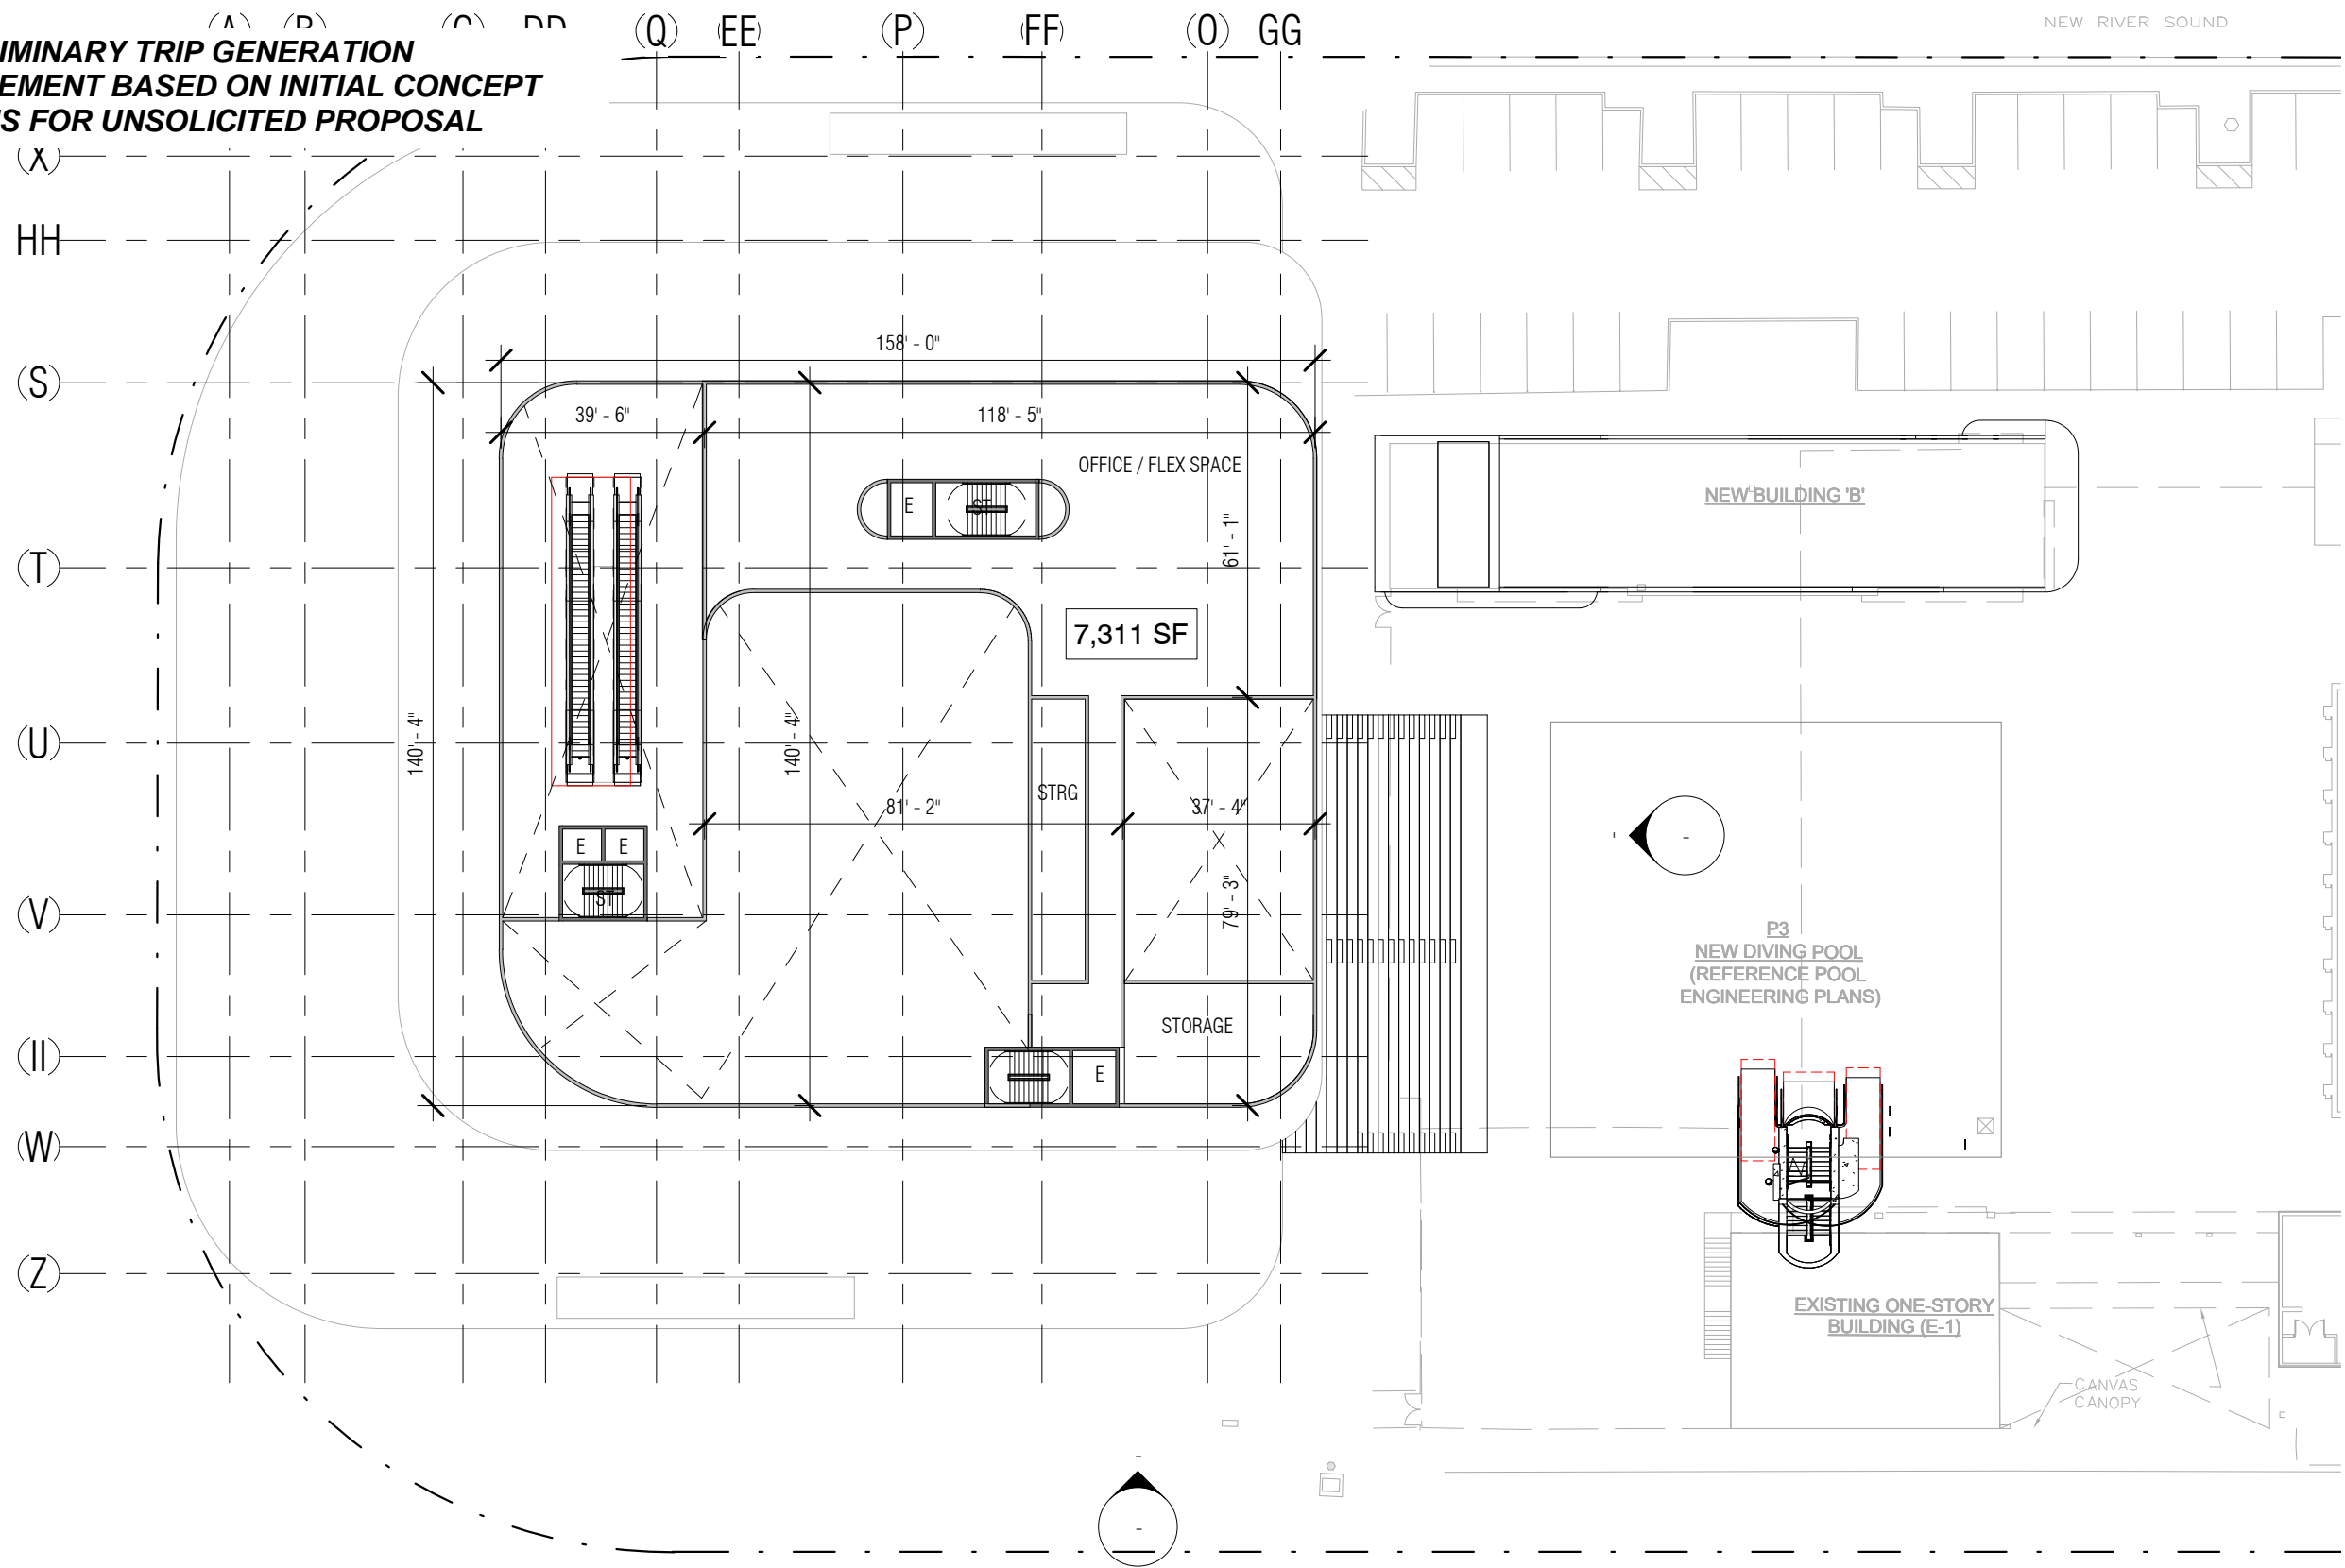 (Q) EE (P) (FF) (O) GG
NEW RIVER SOUND
IMINARY TRIP GENERATION
EMENT BASED ON INITIAL CONCEPT
S FOR UNSOLICITED PROPOSAL
(X)
HH
(S)
(T)
(U)
(V)
(II)
(W)
(Z)
158' - 0"
39' - 6"
118' - 5"
OFFICE / FLEX SPACE
E
ST
61' - 1"
7,311 SF
140' - 4"
140' - 4"
STRG
81' - 2"
37' - 4"
E E
ST
79' - 3"
STORAGE
E
NEW BUILDING 'B'
P3
NEW DIVING POOL
(REFERENCE POOL
ENGINEERING PLANS)
EXISTING ONE-STORY
BUILDING (E-1)
CANVAS
CANOPY